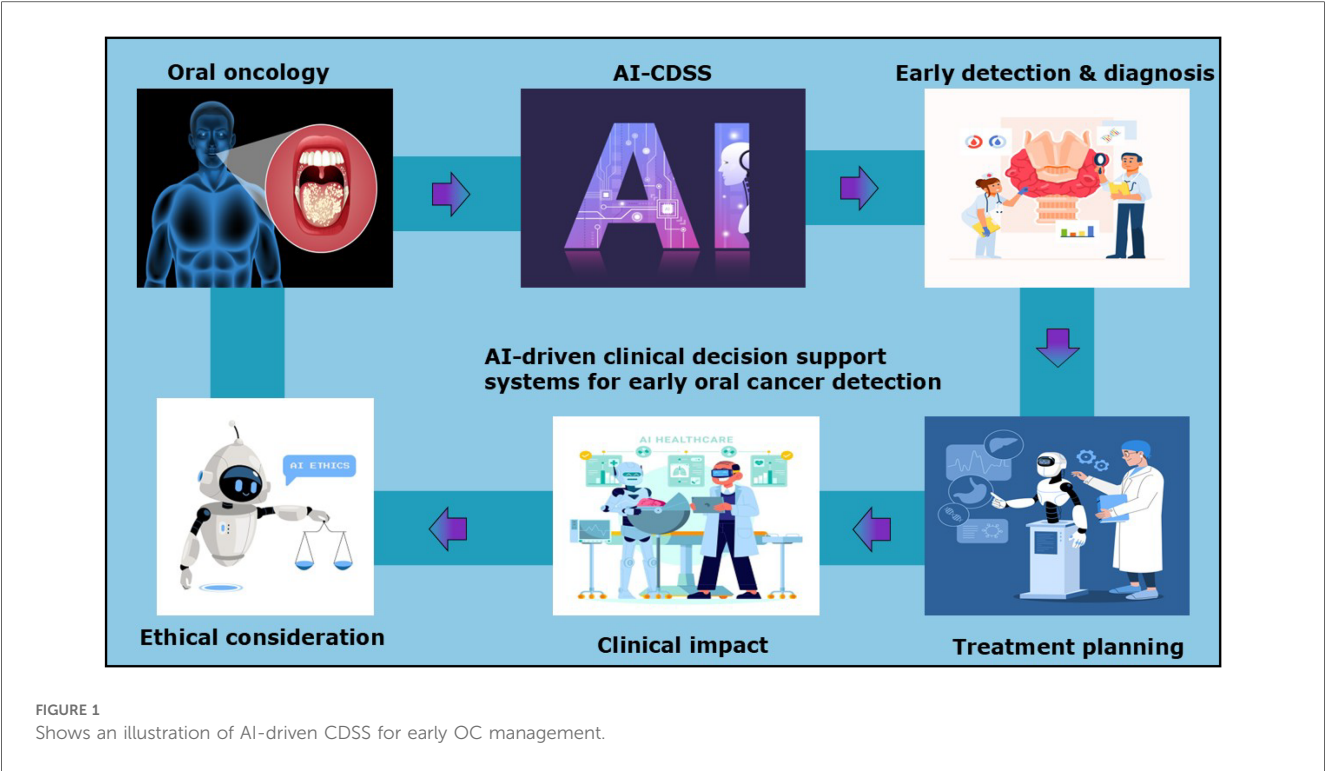 Oral oncology
AI-CDSS
Early detection & diagnosis
AI
AI-driven clinical decision support
systems for early oral cancer detection
AI ETHICS
AI HEALTHCARE
Ethical consideration
Clinical impact
Treatment planning
FIGURE 1
Shows an illustration of AI-driven CDSS for early OC management.